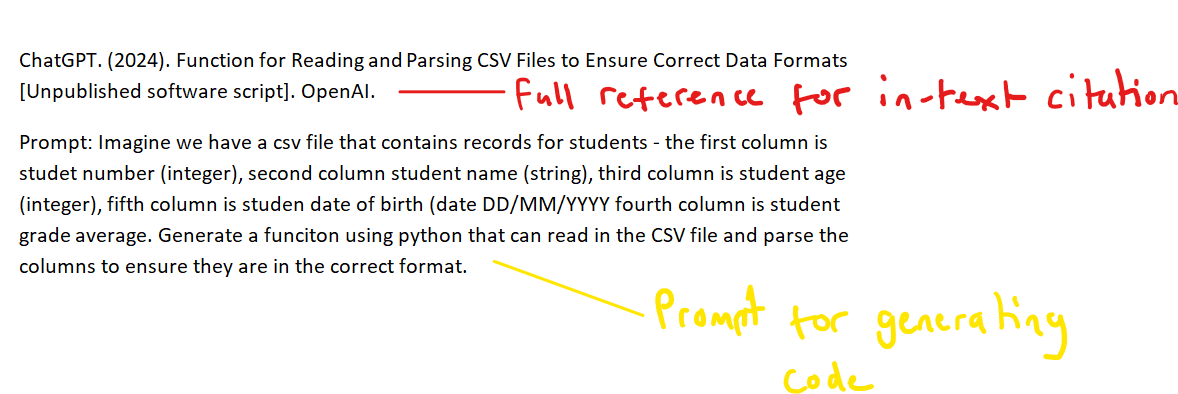 ChatGPT. (2024). Function for Reading and Parsing CSV Files to Ensure Correct Data Formats
[Unpublished software script]. OpenAI.
Full reference for in-text citation
Prompt: Imagine we have a csv file that contains records for students - the first column is
studet number (integer), second column student name (string), third column is student age
(integer), fifth column is studen date of birth (date DD/MM/YYYY fourth column is student
grade average. Generate a funciton using python that can read in the CSV file and parse the
columns to ensure they are in the correct format.
Prompt for generating
code